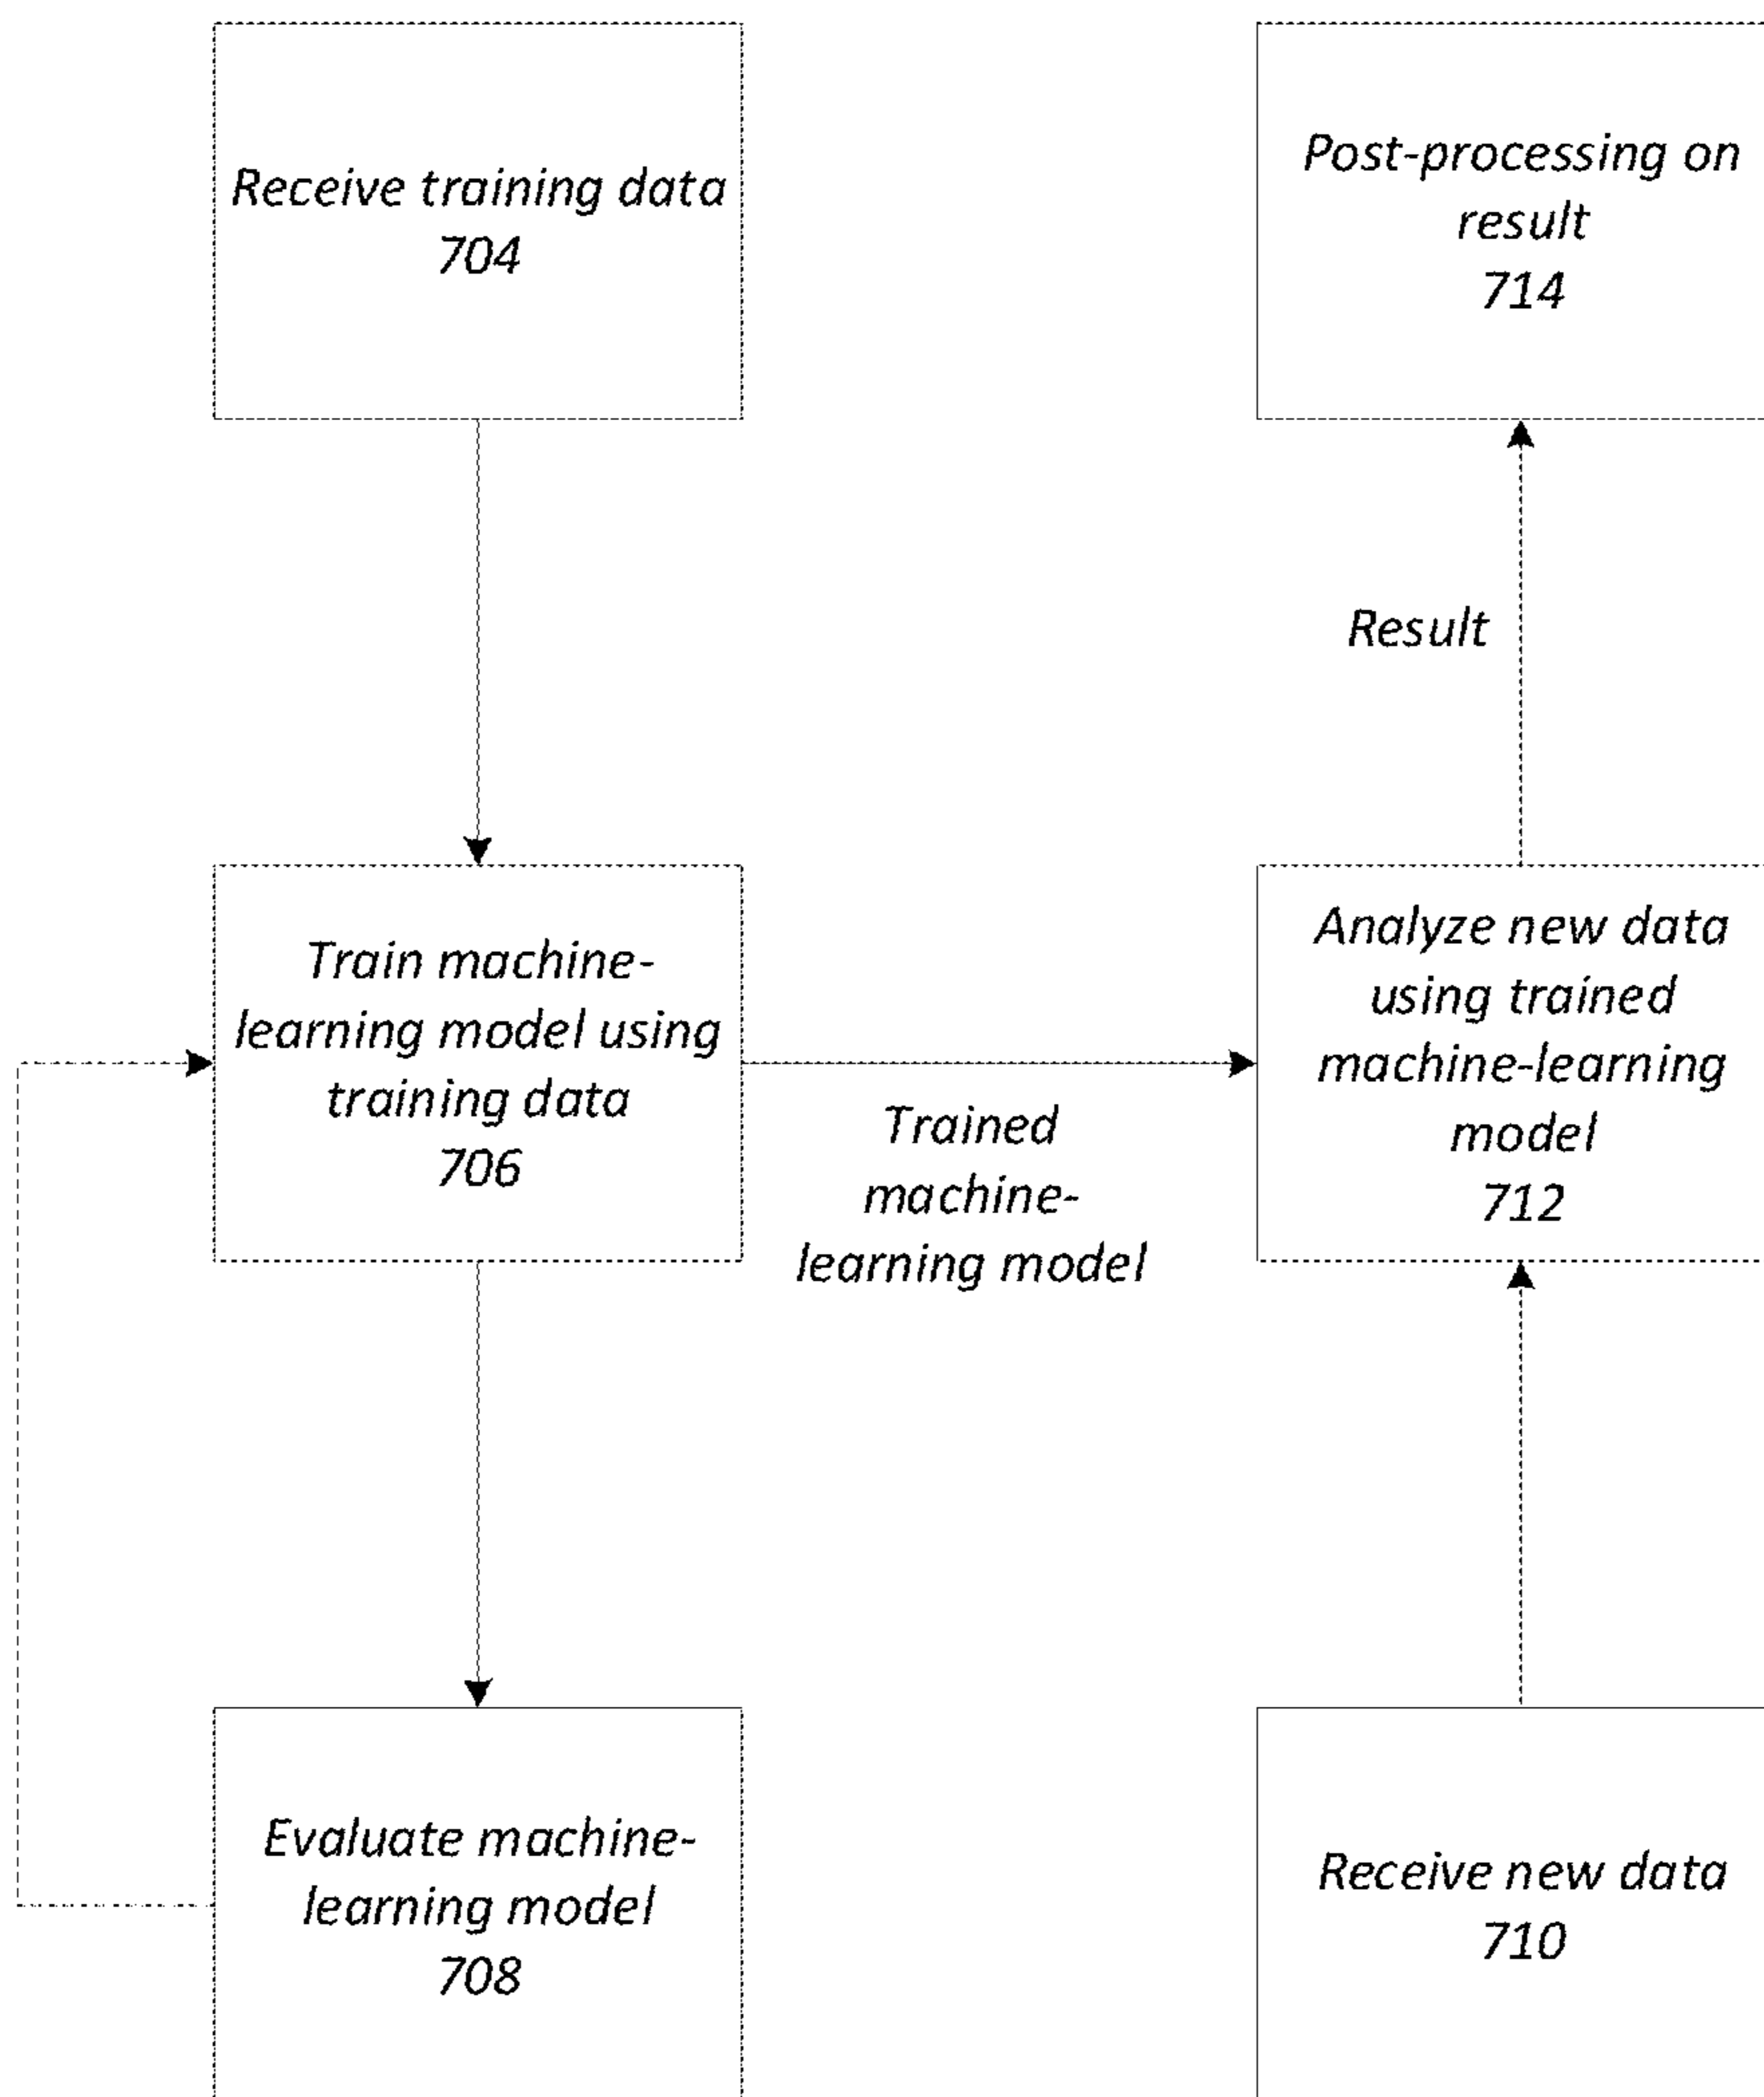 Receive training data
704
Post-processing on
result
714
Result
Train machine-
learning model using
training data
706
Trained
machine-
learning model
Analyze new data
using trained
machine-learning
model
712
Evaluate machine-
learning model
708
Receive new data
710